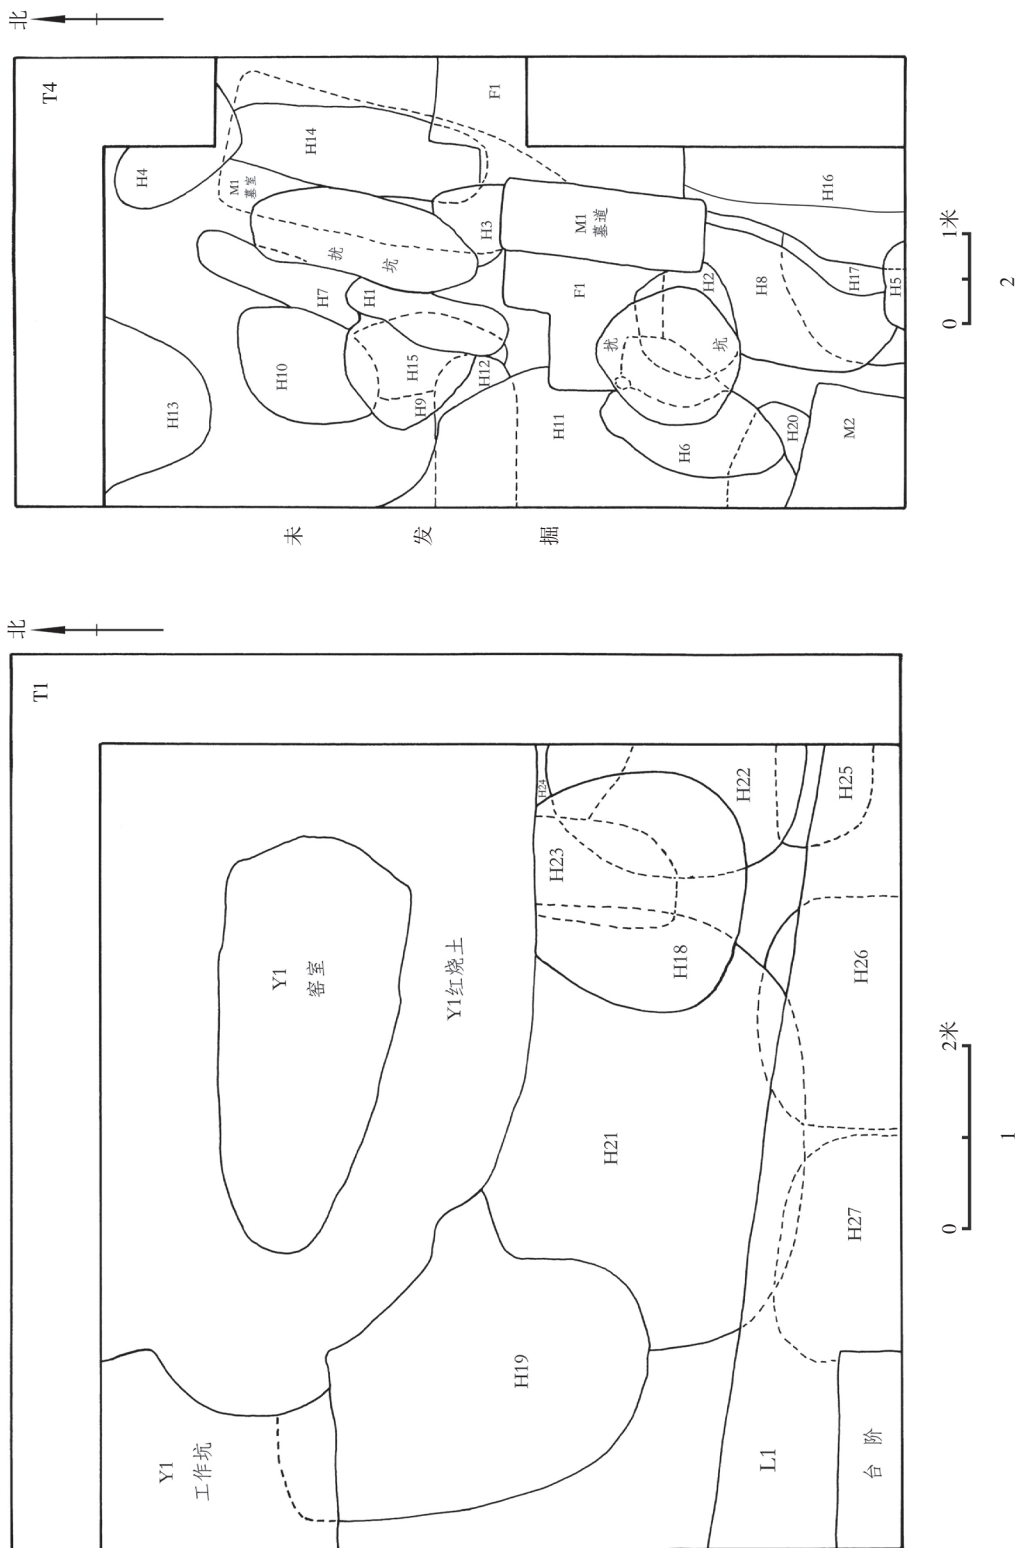 北
T1
Y1
窑室
Y1红烧土
Y1
工作坑
H24
H23
H22
H25
H18
H26
H21
H27
H19
L1
台 阶
0
2米
1
北
T4
H4
M1
墓室
H14
F1
H3
M1
墓道
H16
扰
坑
H7
H1
H13
H10
H15
H9
H12
F1
H2
H8
H17
H5
扰
坑
H11
H6
H20
M2
未
发
掘
0
1米
2